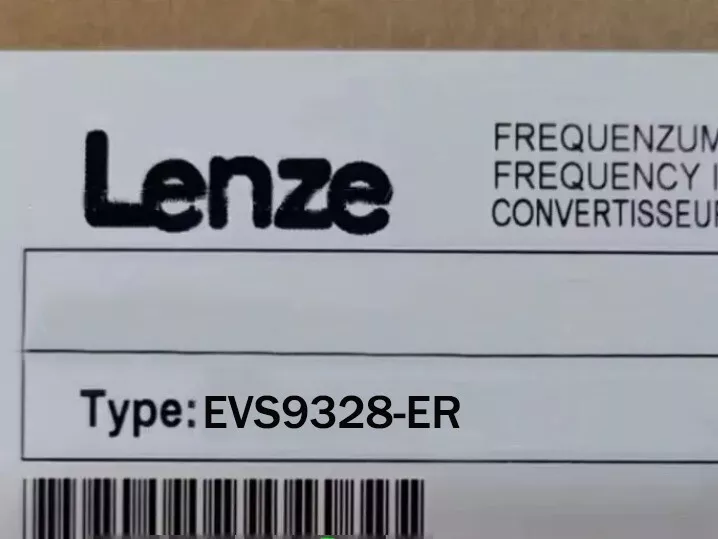 Lenze
FREQUENZUM
FREQUENCY I
CONVERTISSEUR
Type: EVS9328-ER